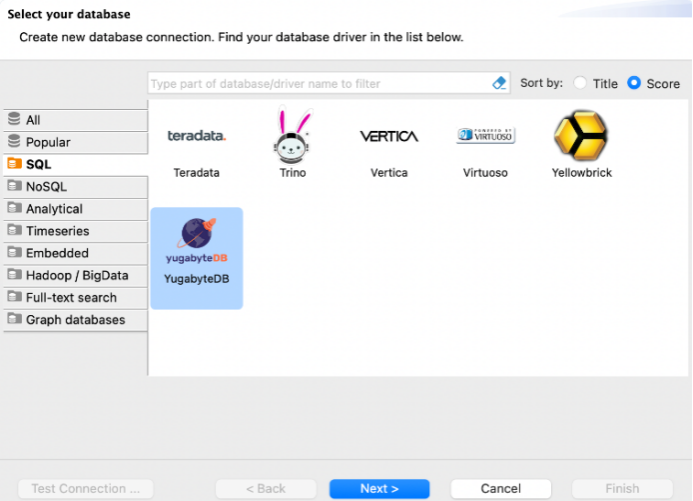 Select your database
Create new database connection. Find your database driver in the list below.
Type part of database/driver name to filter
Sort by: Title Score
All
Popular
SQL
NoSQL
Analytical
Timeseries
Embedded
Hadoop / BigData
Full-text search
Graph databases
teradata.
VERTICA
POWERED BY
VIRTUOSO
Teradata Trino Vertica Virtuoso Yellowbrick
yugabyteDB
YugabyteDB
Test Connection ... < Back Next > Cancel Finish